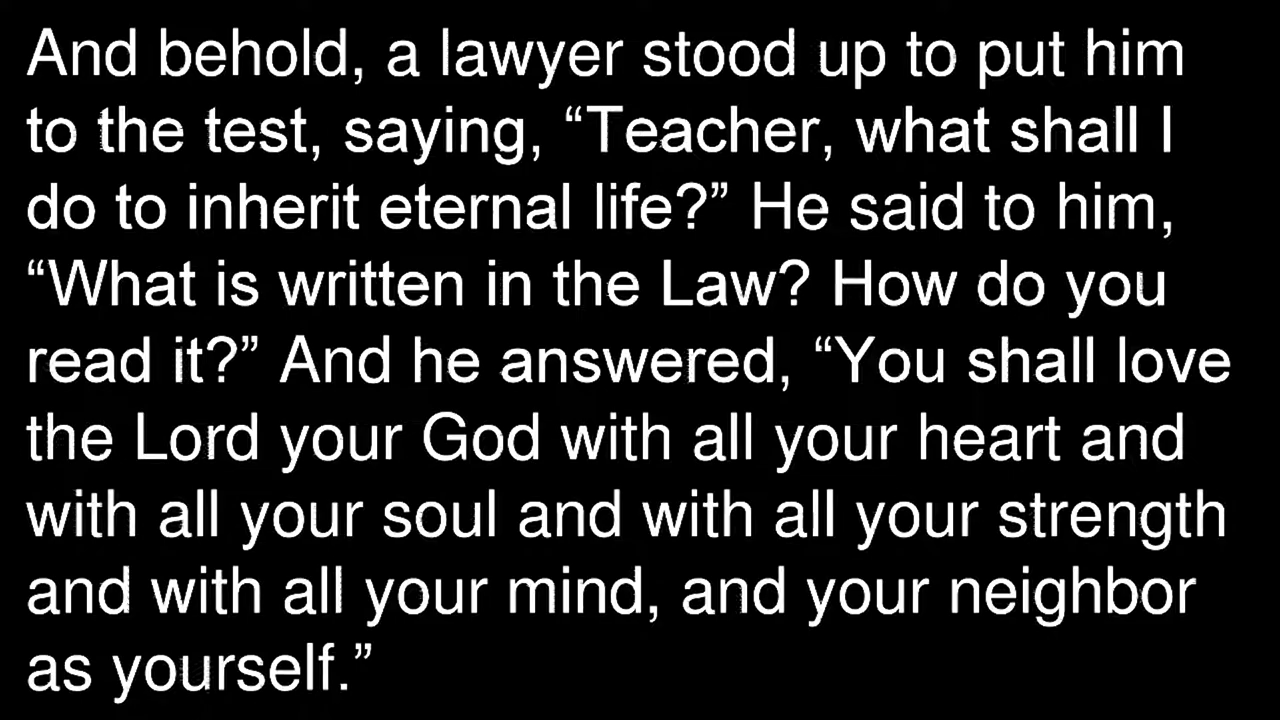 And behold, a lawyer stood up to put him
to the test, saying, “Teacher, what shall I
do to inherit eternal life?” He said to him,
“What is written in the Law? How do you
read it?” And he answered, “You shall love
the Lord your God with all your heart and
with all your soul and with all your strength
and with all your mind, and your neighbor
as yourself.”